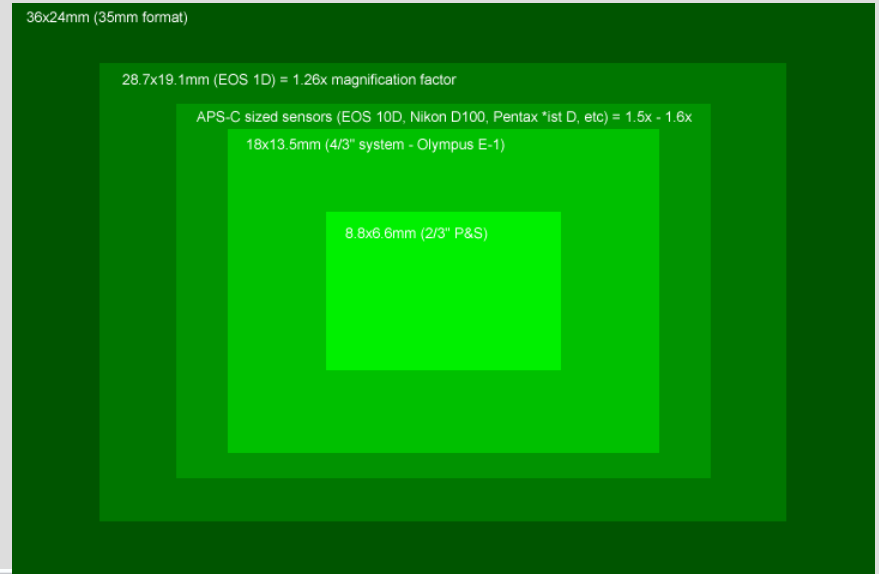 36x24mm (35mm format)
28.7x19.1mm (EOS 1D) = 1.26x magnification factor
APS-C sized sensors (EOS 10D, Nikon D100, Pentax *ist D, etc) = 1.5x - 1.6x
18x13.5mm (4/3" system - Olympus E-1)
8.8x6.6mm (2/3" P&S)